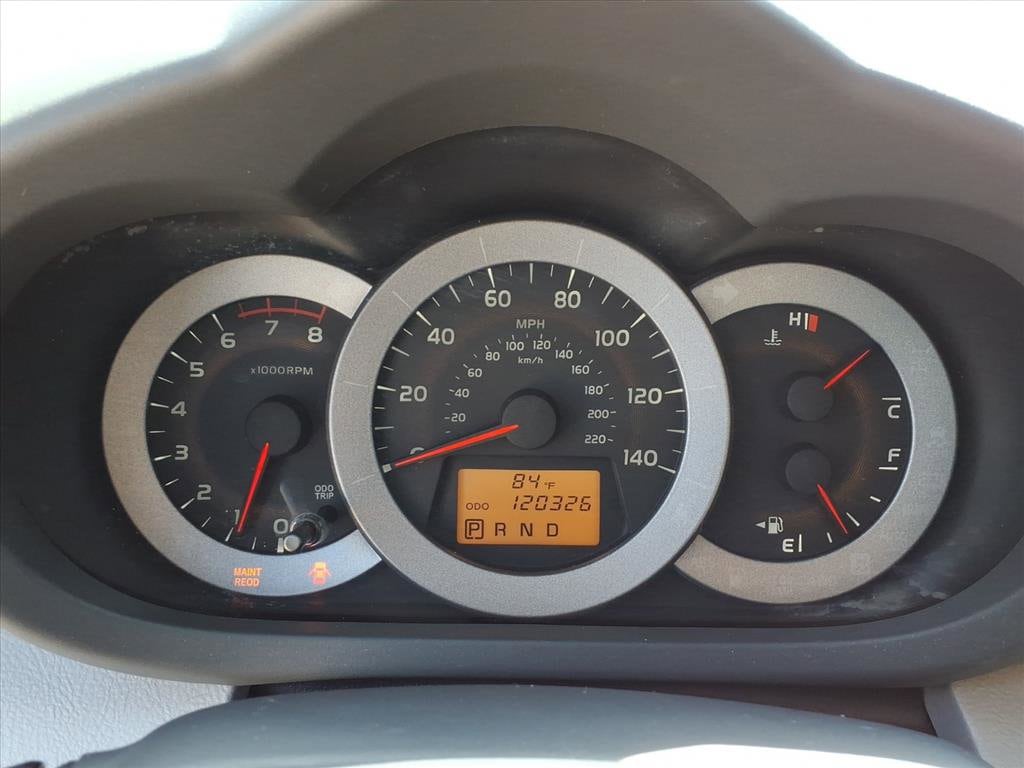 0 1 2 3 4 5 6 7 8
x1000RPM
ODO
TRIP
MAINT
REQD
0 20 40 60 80 100 120 140
MPH
20 40 60 80 100 120 140 160 180 200 220
km/h
84°F
ODO 120326
P R N D
H
C
F
E